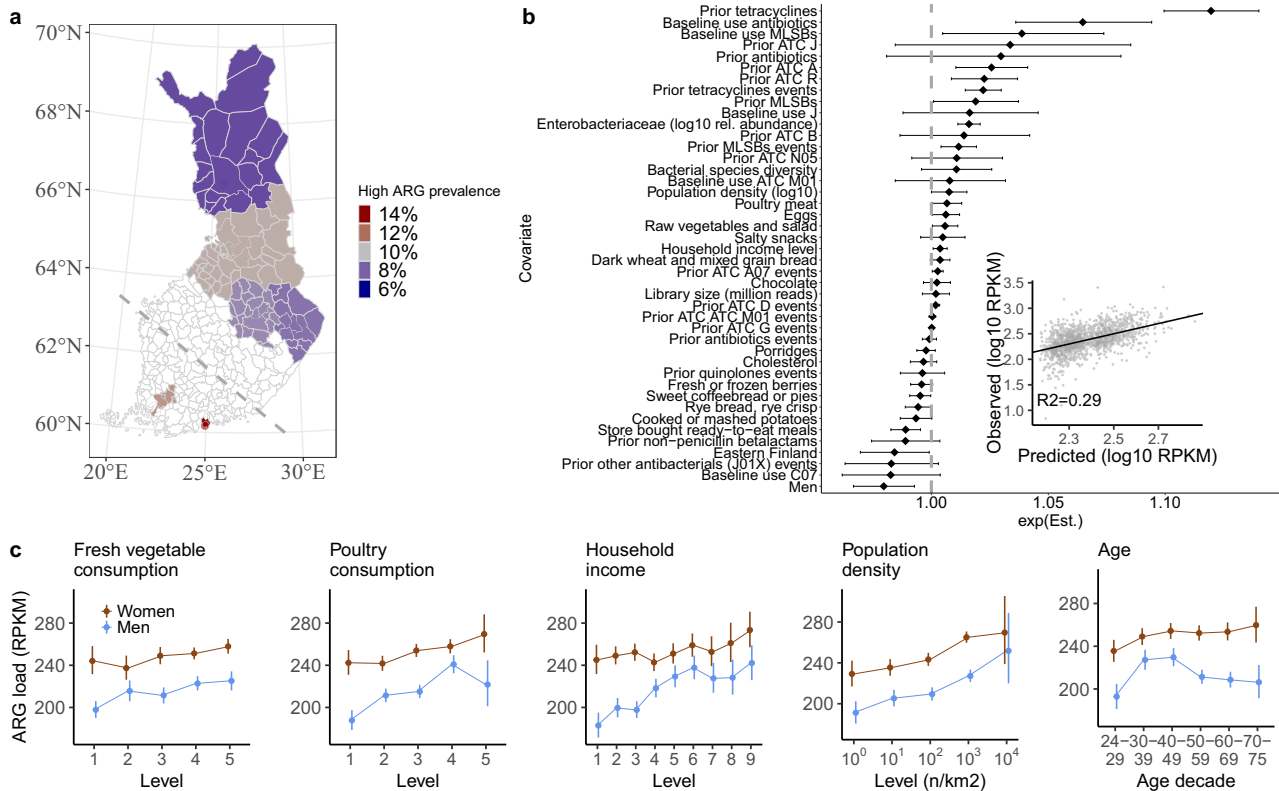 a
70°N
68°N
66°N
64°N
62°N
60°N
20°E
25°E
30°E
High ARG prevalence
14%
12%
10%
8%
6%
b
Covariate
Prior tetracyclines
Baseline use antibiotics
Baseline use MLSBs
Prior ATC J
Prior antibiotics
Prior ATC A
Prior ATC R
Prior tetracyclines events
Prior MLSBs
Baseline use J
Enterobacteriaceae (log10 rel. abundance)
Prior ATC B
Prior MLSBs events
Prior ATC N05
Bacterial species diversity
Baseline use ATC M01
Population density (log10)
Poultry meat
Eggs
Raw vegetables and salad
Salty snacks
Household income level
Dark wheat and mixed grain bread
Prior ATC A07 events
Chocolate
Library size (million reads)
Prior ATC D events
Prior ATC ATC M01 events
Prior ATC G events
Prior antibiotics events
Porridges
Cholesterol
Prior quinolones events
Fresh or frozen berries
Sweet coffeebread or pies
Rye bread, rye crisp
Cooked or mashed potatoes
Store bought ready−to−eat meals
Prior non−penicillin betalactams
Eastern Finland
Prior other antibacterials (J01X) events
Baseline use C07
Men
1.00
1.05
1.10
exp(Est.)
Observed (log10 RPKM)
3.5
3.0
2.5
2.0
1.5
1.0
R2=0.29
2.3
2.5
2.7
Predicted (log10 RPKM)
c
ARG load (RPKM)
Fresh vegetable
consumption
Women
Men
280
240
200
1 2 3 4 5
Level
Poultry
consumption
280
240
200
1 2 3 4 5
Level
Household
income
280
240
200
1 2 3 4 5 6 7 8 9
Level
Population
density
280
240
200
10⁰ 10¹ 10² 10³ 10⁴
Level (n/km2)
Age
280
240
200
24−30−40−50−60−70−
29 39 49 59 69 75
Age decade